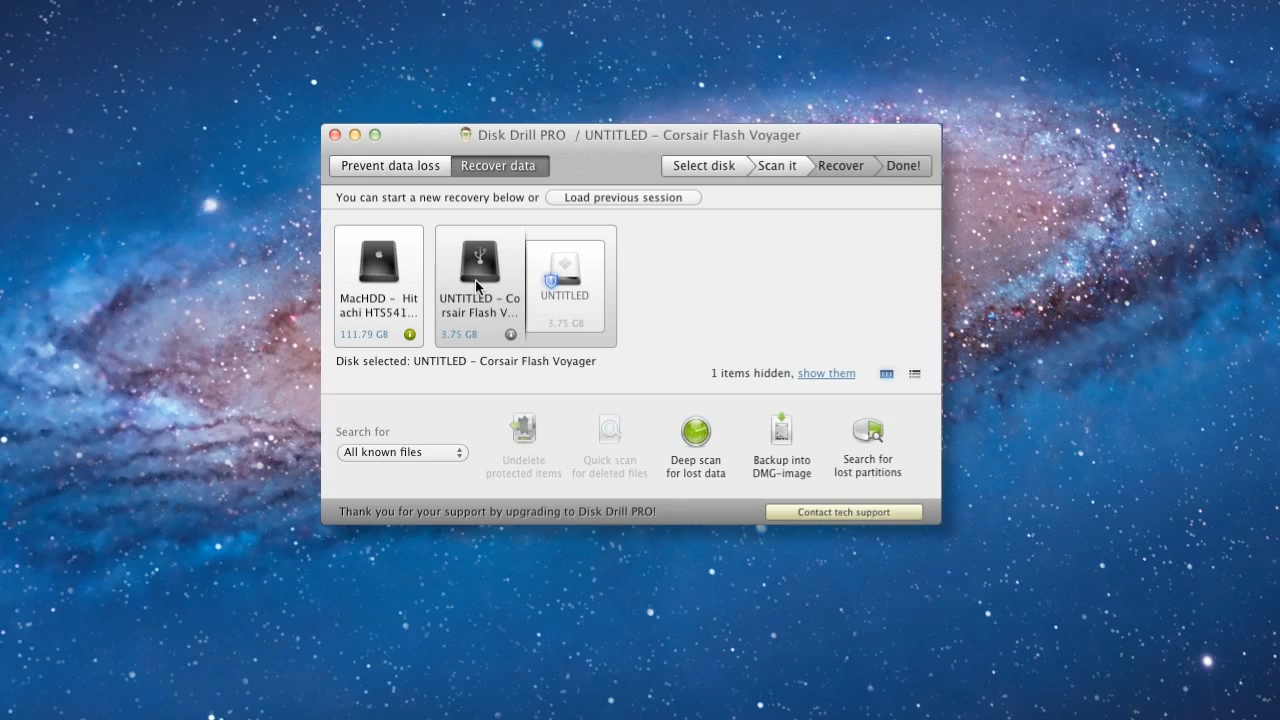 Disk Drill PRO / UNTITLED – Corsair Flash Voyager
Prevent data loss
Recover data
Select disk
Scan it
Recover
Done!
You can start a new recovery below or
Load previous session
MacHDD – Hit
achi HTS541...
111.79 GB
UNTITLED – Co
rsair Flash V...
3.75 GB
UNTITLED
3.75 GB
Disk selected: UNTITLED – Corsair Flash Voyager
1 items hidden, show them
Search for
All known files
Undelete
protected items
Quick scan
for deleted files
Deep scan
for lost data
Backup into
DMG-image
Search for
lost partitions
Thank you for your support by upgrading to Disk Drill PRO!
Contact tech support